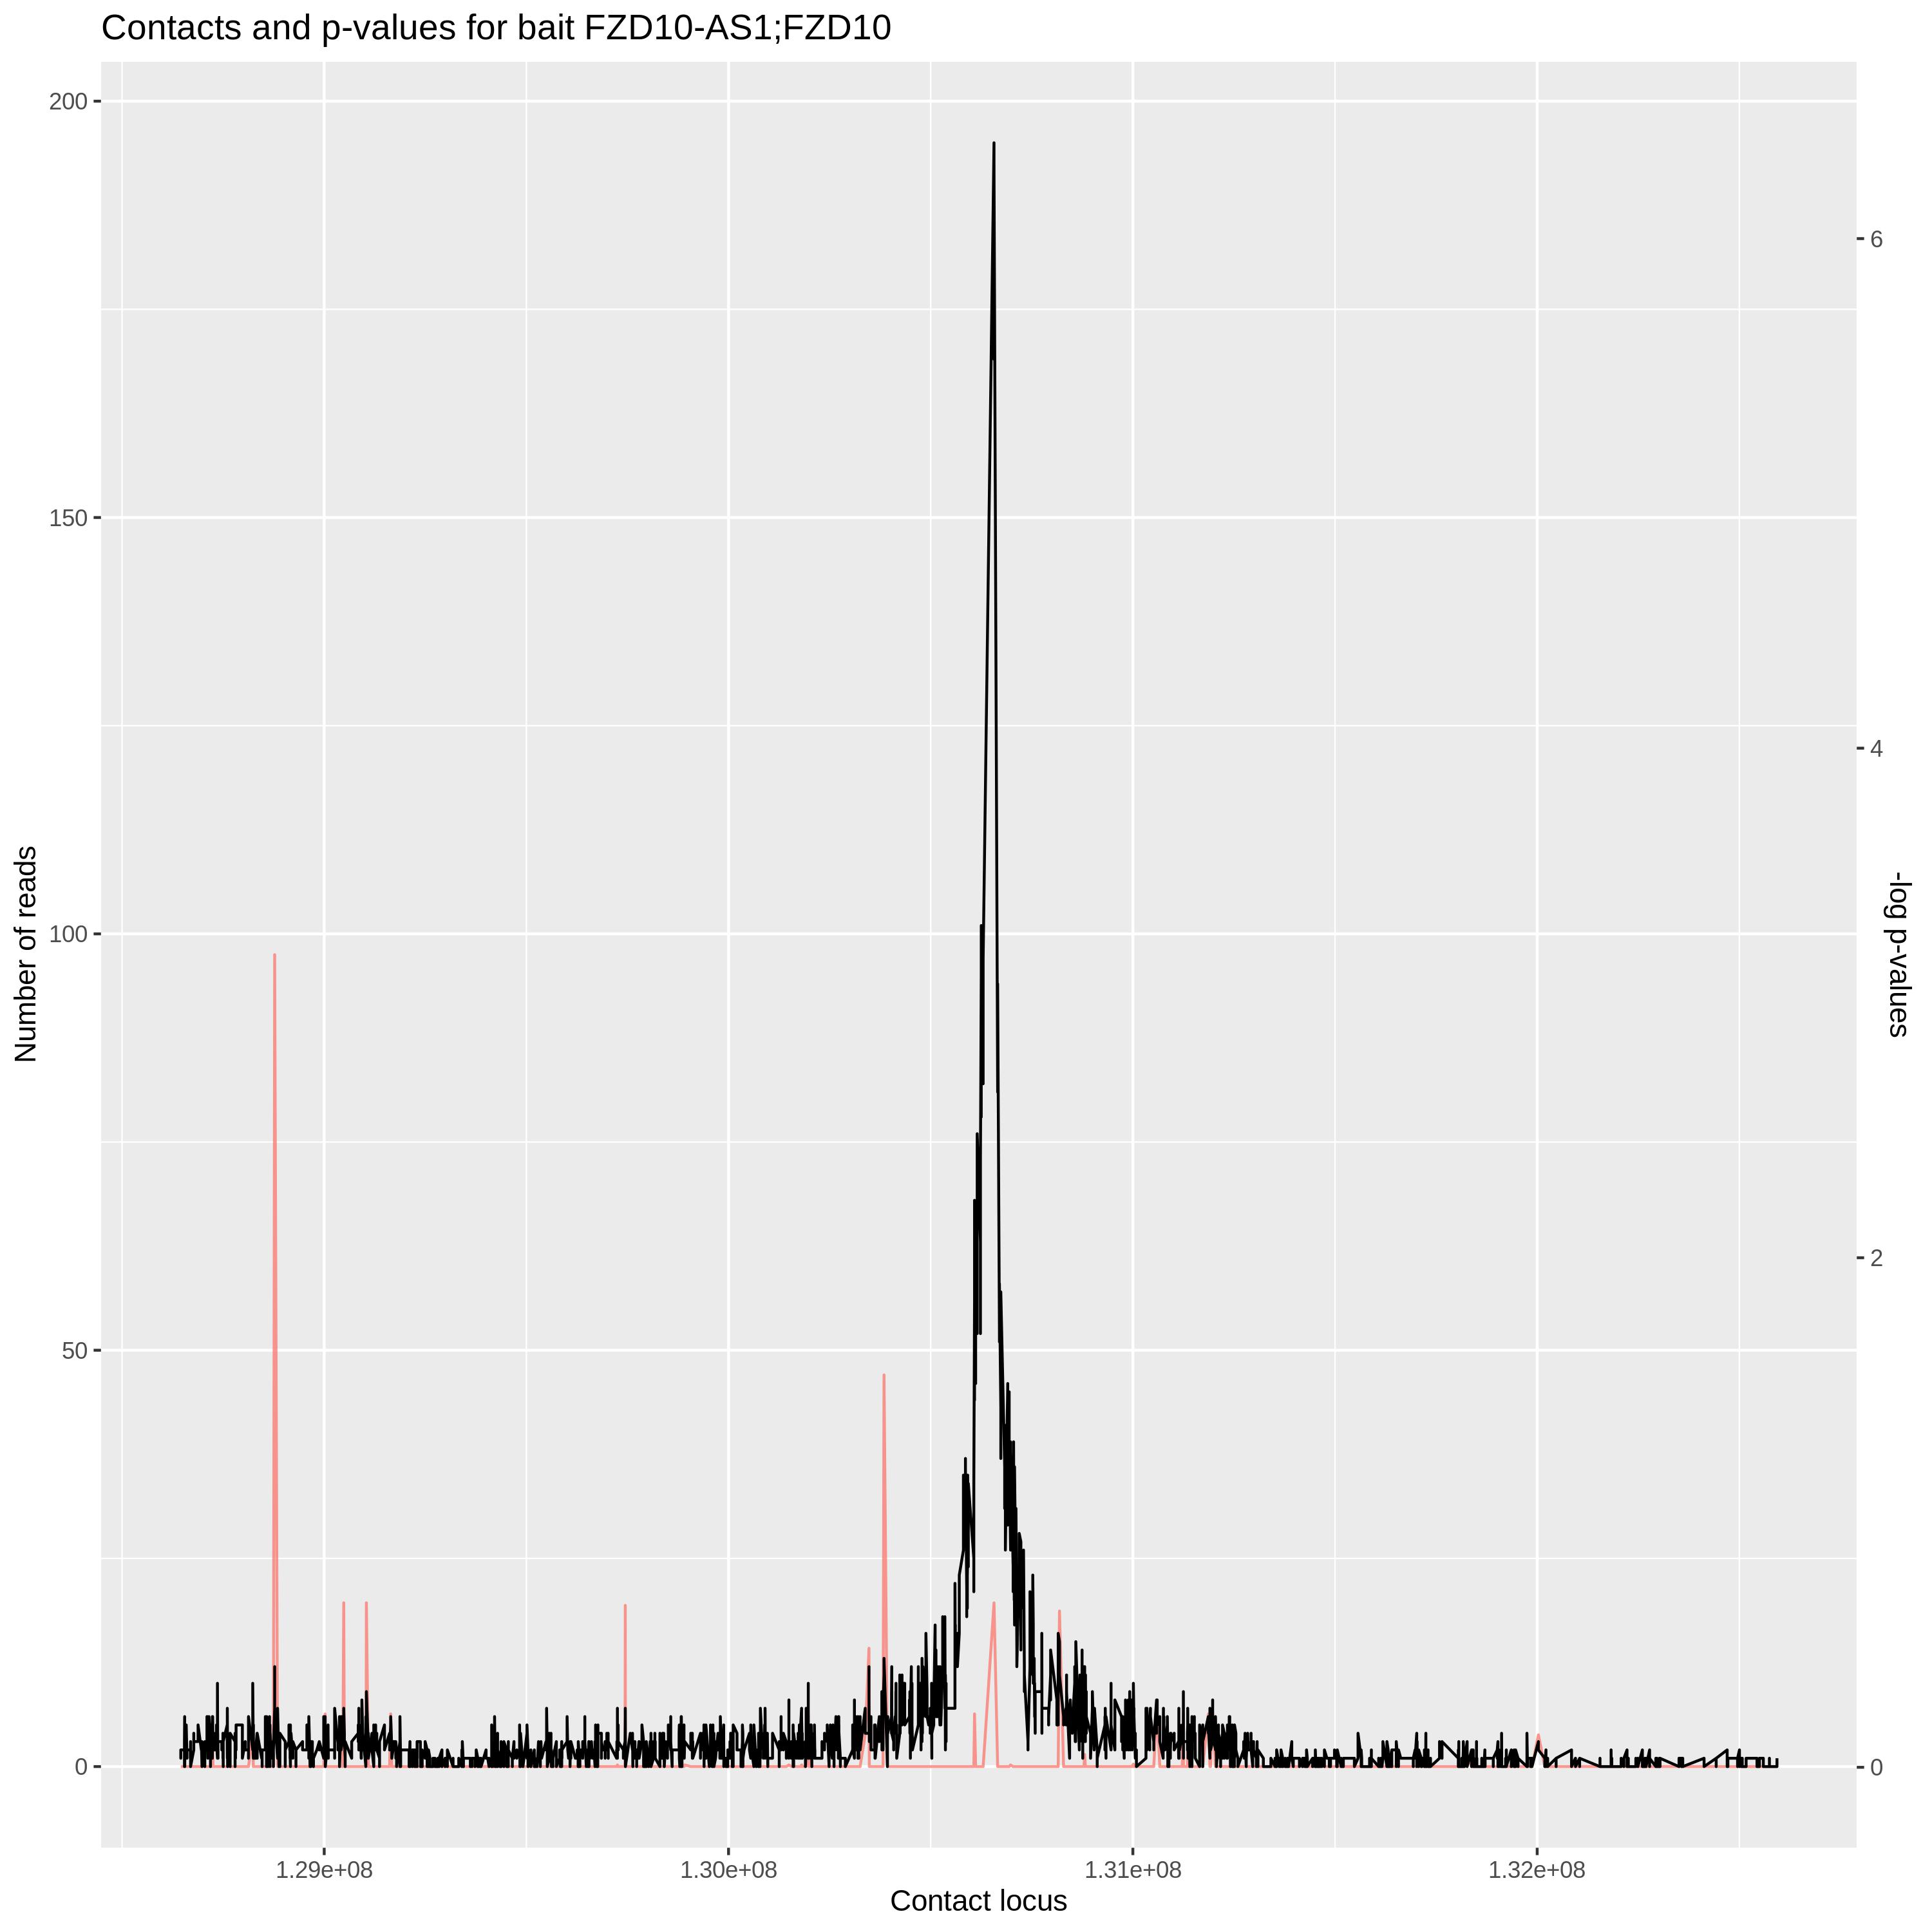 Contacts and p-values for bait FZD10-AS1;FZD10
200
150
100
50
0
Number of reads
6
4
2
0
-log p-values
1.29e+08 1.30e+08 1.31e+08 1.32e+08
Contact locus